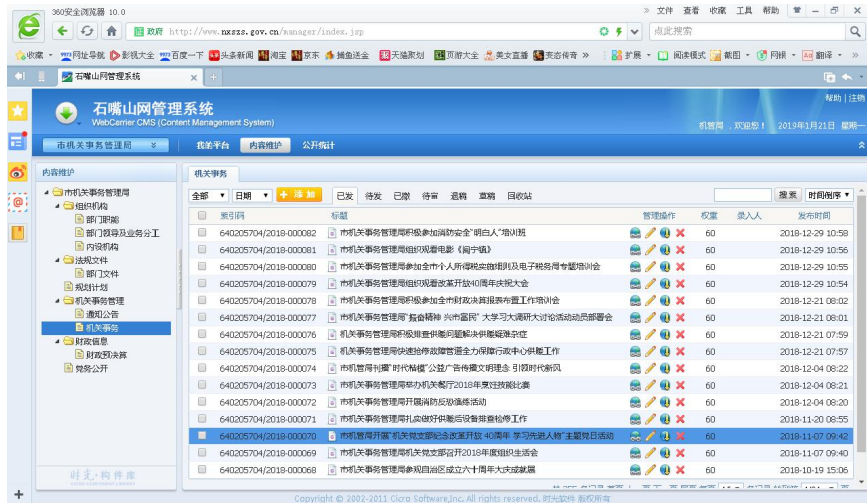 360安全浏览器 10.0
» 文件 查看 收藏 工具 帮助
政府 http://www.nxszs.gov.cn/manager/index.jsp
点此搜索
收藏 网址导航 影视大全 百度一下 头条新闻 淘宝 京东 捕鱼送金 天猫聚划 页游大全 美女直播 变态传奇 » 扩展 阅读模式 截图 网银 翻译 »
石嘴山网管理系统
石嘴山网管理系统
WebCarrier CMS (Content Management System)
帮助 | 注销
机管局 , 欢迎您! 2019年1月21日 星期一
市机关事务管理局 我的平台 内容维护 公开统计
内容维护
市机关事务管理局
组织机构
部门职能
部门领导及业务分工
内设机构
法规文件
部门文件
规划计划
机关事务管理
通知公告
机关事务
财政信息
财政预决算
党务公开
机关事务
全部 日期 添加 已发 待发 已撤 待审 退稿 草稿 回收站 搜索 时间倒序
索引码 标题 管理操作 权重 录入人 发布时间
640205704/2018-000082 市机关事务管理局积极参加消防安全"明白人"培训班 60 2018-12-29 10:58
640205704/2018-000081 市机关事务管理局组织观看电影《闽宁镇》 60 2018-12-29 10:56
640205704/2018-000080 市机关事务管理局参加全市个人所得税实施细则及电子税务局专题培训会 60 2018-12-29 10:55
640205704/2018-000079 市机关事务管理局组织观看改革开放40周年庆祝大会 60 2018-12-29 10:54
640205704/2018-000078 市机关事务管理局积极参加全市财政决算报表布置工作培训会 60 2018-12-21 08:02
640205704/2018-000077 市机关事务管理局"振奋精神 兴市富民" 大学习大调研大讨论活动动员部署会 60 2018-12-21 08:01
640205704/2018-000076 机关事务管理局积极排查供暖问题解决供暖疑难杂症 60 2018-12-21 07:59
640205704/2018-000075 机关事务管理局快速抢修故障管道全力保障行政中心供暖工作 60 2018-12-21 07:57
640205704/2018-000074 市机管局刊播"时代楷模"公益广告传播文明理念 引领时代新风 60 2018-12-04 08:22
640205704/2018-000073 市机关事务管理局举办机关餐厅2018年烹饪技能比赛 60 2018-12-04 08:21
640205704/2018-000072 市机关事务管理局开展消防反恐演练活动 60 2018-12-04 08:20
640205704/2018-000071 市机关事务管理局扎实做好供暖后设备排查检修工作 60 2018-11-20 08:55
640205704/2018-000070 市机管局开展"机关党支部纪念改革开放 40周年 学习先进人物"主题党日活动 60 2018-11-07 09:42
640205704/2018-000069 市机关事务管理局机关党支部召开2018年度组织生活会 60 2018-11-07 09:40
640205704/2018-000068 市机关事务管理局参观自治区成立六十周年大庆成就展 60 2018-10-19 15:06
时光·构件库
Copyright © 2002-2011 Cicro Software,Inc. All rights reserved. 时光软件 版权所有